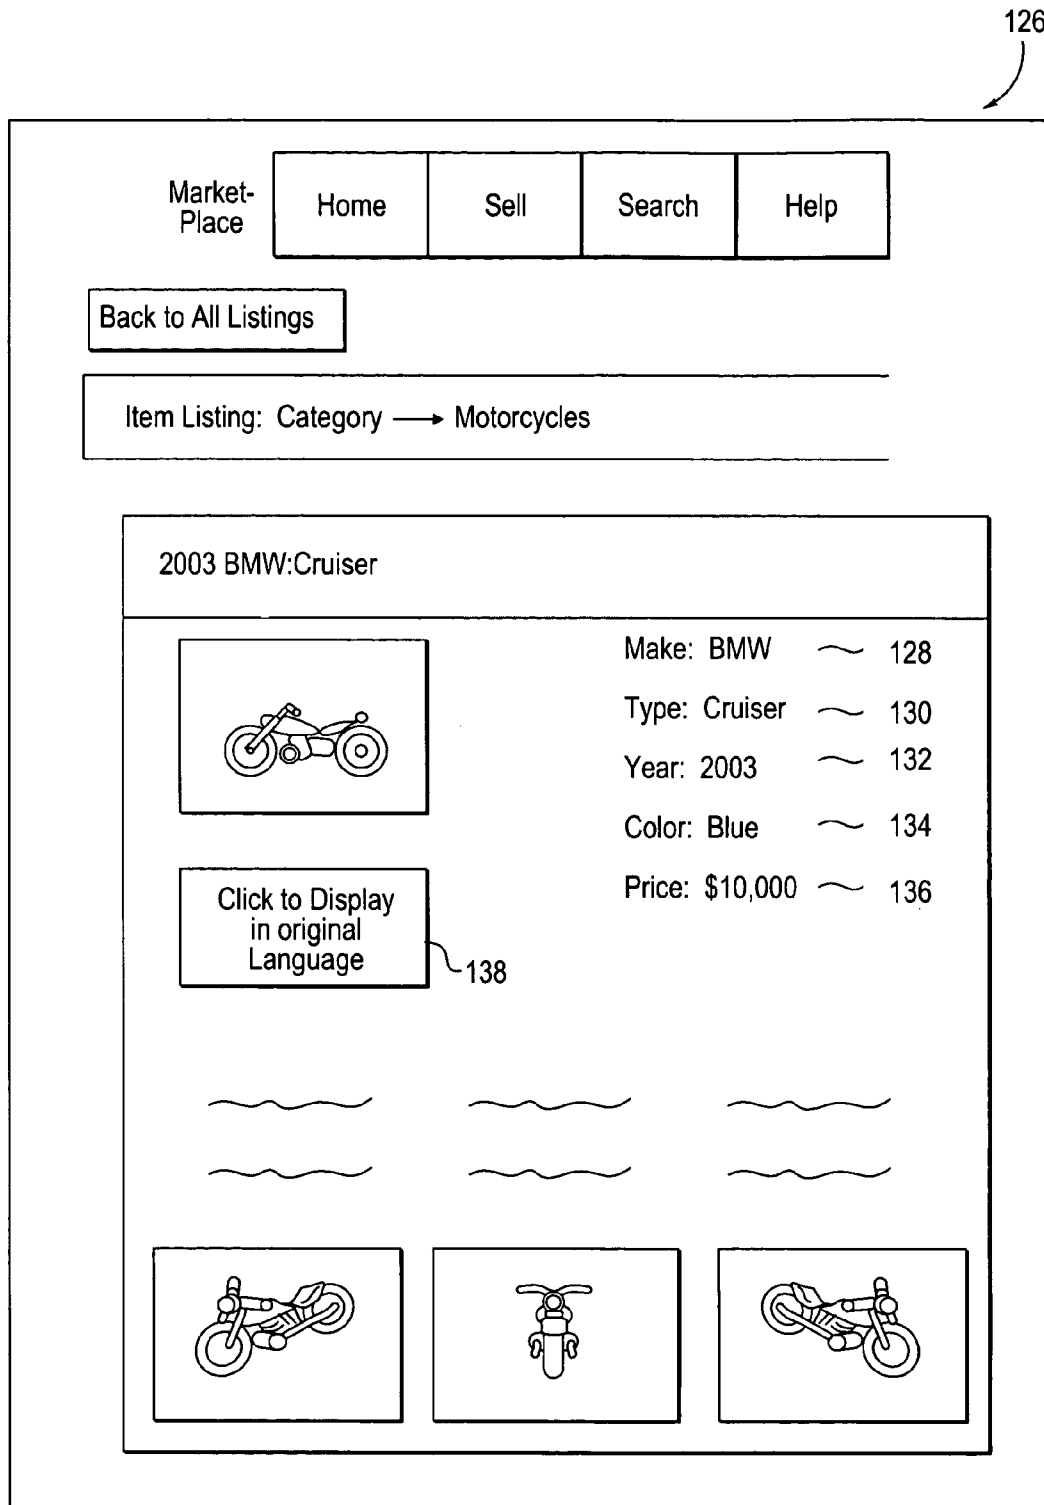 126
Market-
Place
Home Sell Search Help
Back to All Listings
Item Listing: Category → Motorcycles
2003 BMW:Cruiser
Make: BMW 128
Type: Cruiser 130
Year: 2003 132
Color: Blue 134
Price: $10,000 136
Click to Display
in original
Language
138